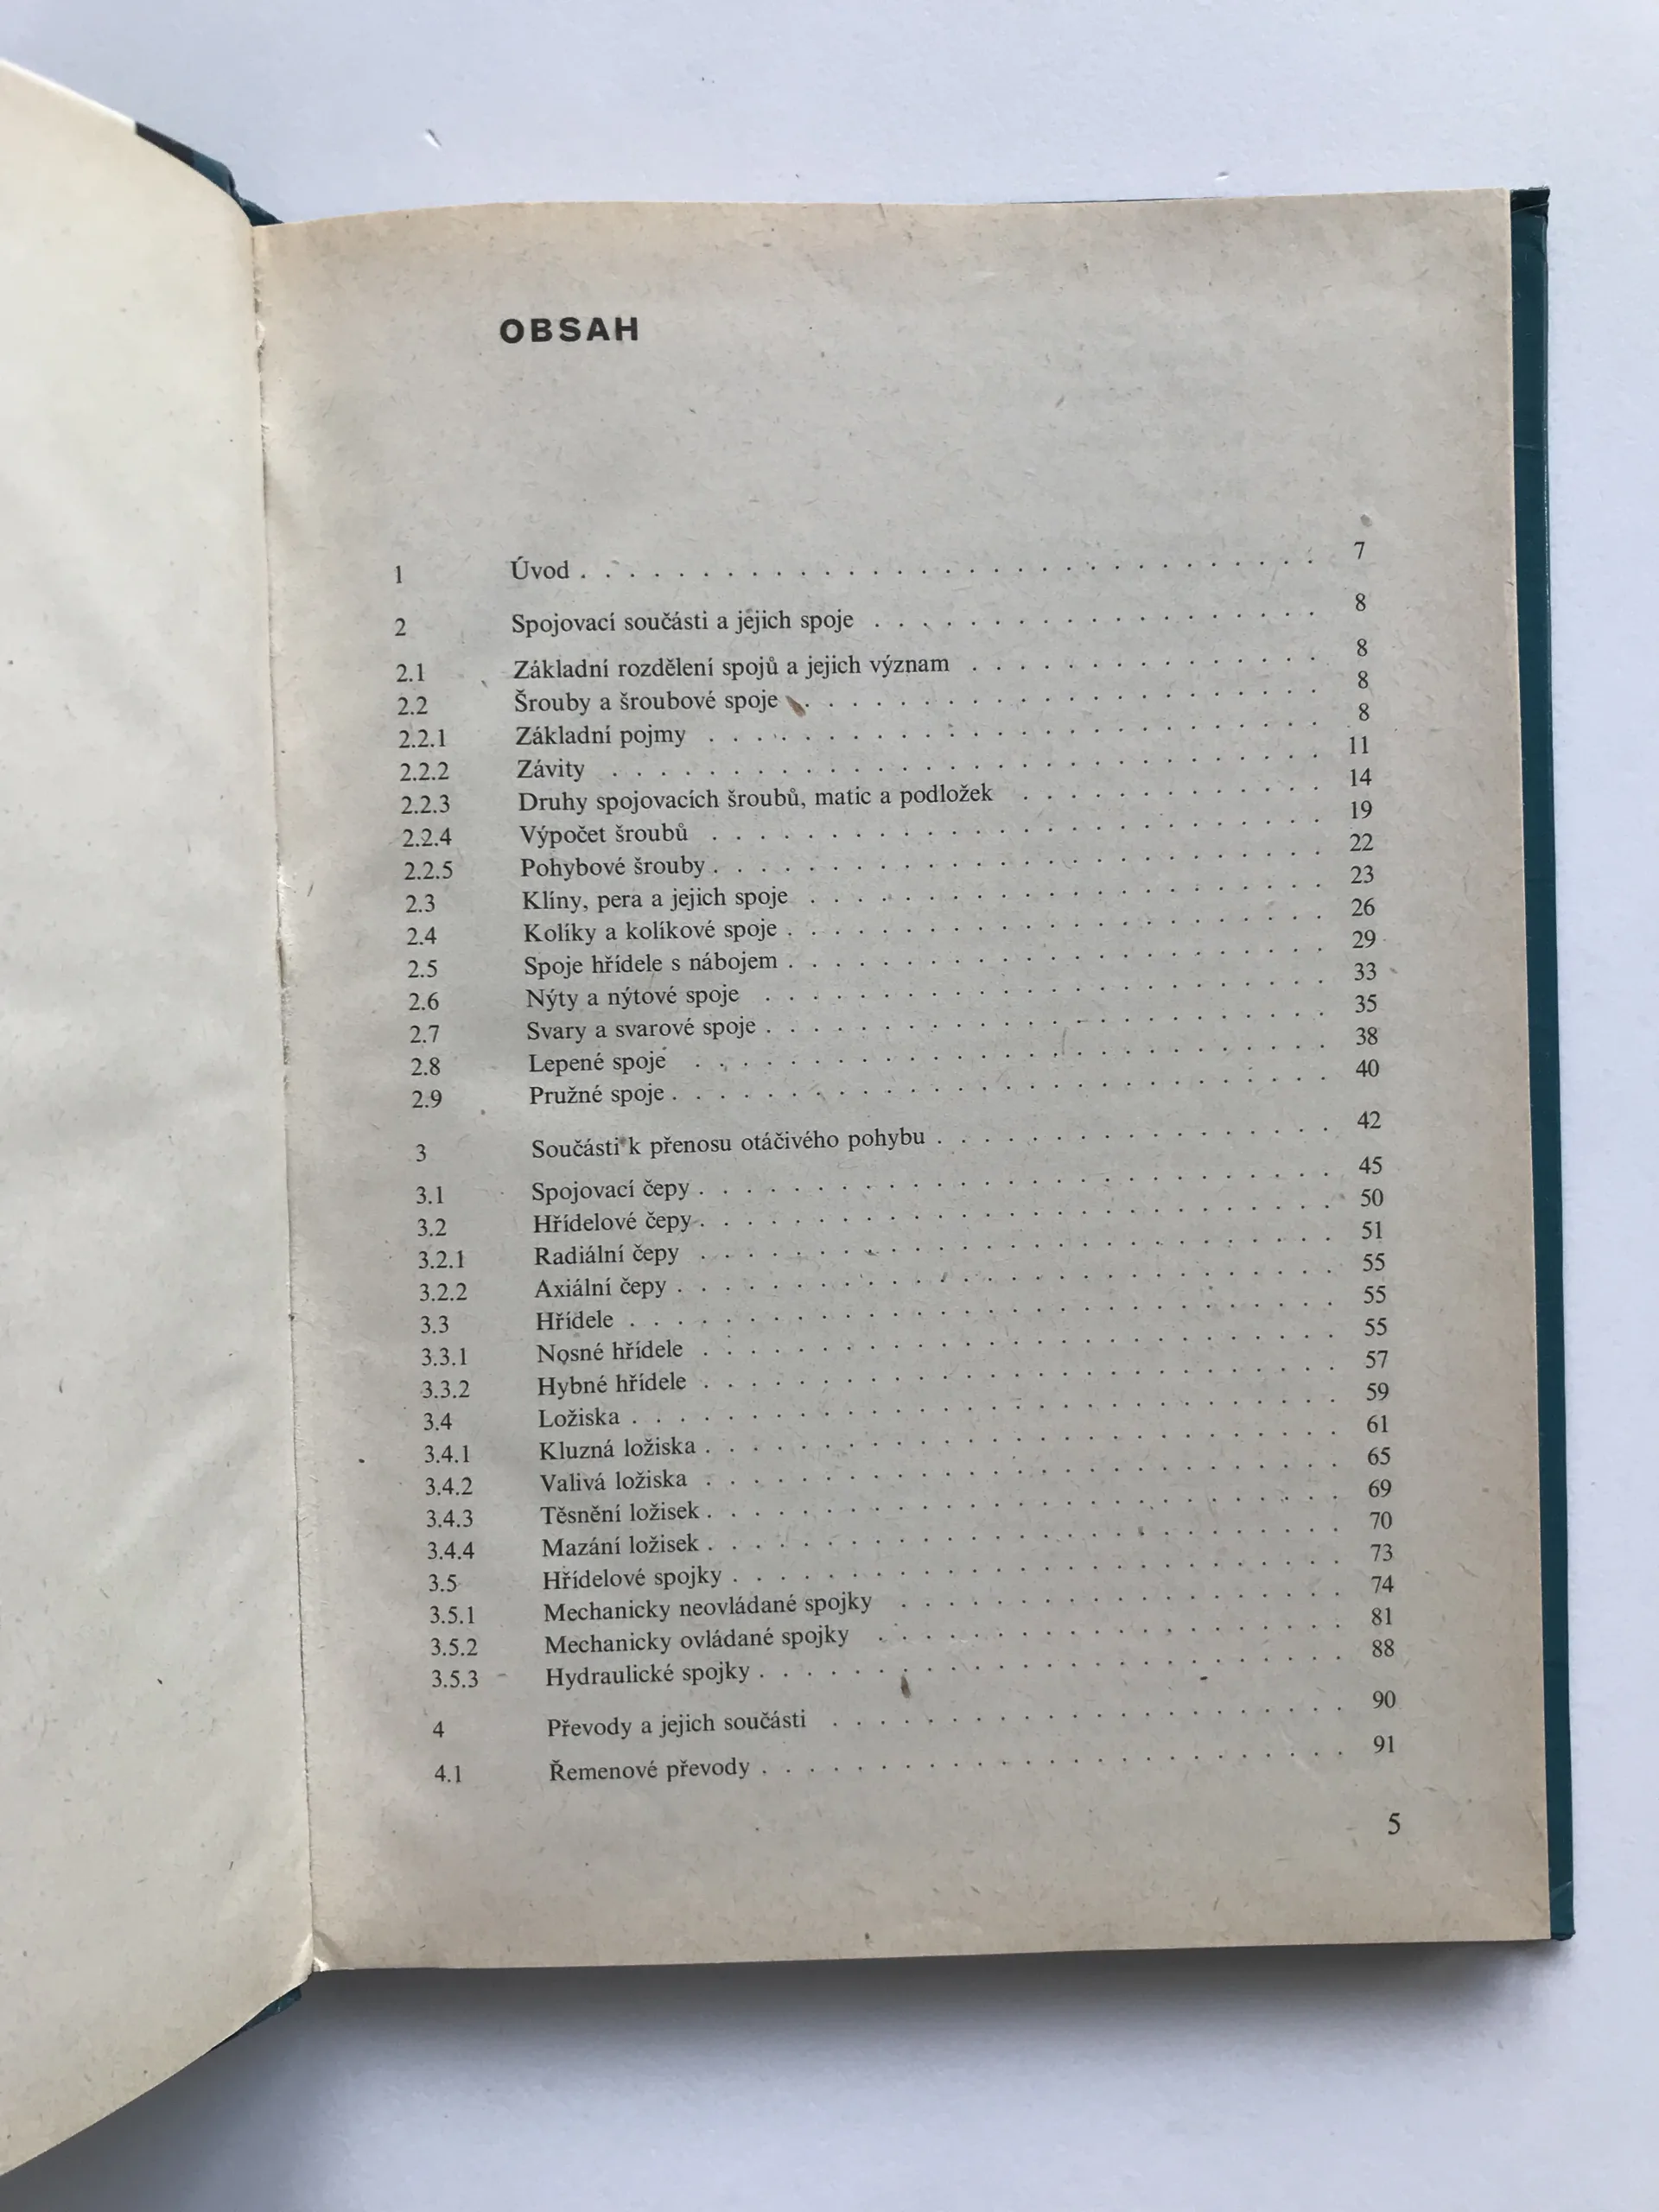 OBSAH
1 Úvod . . . . . . . . . . . . . . . . . . . . . . . . . . . . . . . 7
2 Spojovací součásti a jejich spoje . . . . . . . . . . . . . . . . . . . 8
2.1 Základní rozdělení spojů a jejich význam . . . . . . . . . . . . . . . 8
2.2 Šrouby a šroubové spoje . . . . . . . . . . . . . . . . . . . . . . 8
2.2.1 Základní pojmy . . . . . . . . . . . . . . . . . . . . . . . . . . 8
2.2.2 Závity . . . . . . . . . . . . . . . . . . . . . . . . . . . . . . 11
2.2.3 Druhy spojovacích šroubů, matic a podložek . . . . . . . . . . . . . 14
2.2.4 Výpočet šroubů . . . . . . . . . . . . . . . . . . . . . . . . . . 19
2.2.5 Pohybové šrouby . . . . . . . . . . . . . . . . . . . . . . . . . . 22
2.3 Klíny, pera a jejich spoje . . . . . . . . . . . . . . . . . . . . . . 23
2.4 Kolíky a kolíkové spoje . . . . . . . . . . . . . . . . . . . . . . . 26
2.5 Spoje hřídele s nábojem . . . . . . . . . . . . . . . . . . . . . . . 29
2.6 Nýty a nýtové spoje . . . . . . . . . . . . . . . . . . . . . . . . 33
2.7 Svary a svarové spoje . . . . . . . . . . . . . . . . . . . . . . . . 35
2.8 Lepené spoje . . . . . . . . . . . . . . . . . . . . . . . . . . . 38
2.9 Pružné spoje . . . . . . . . . . . . . . . . . . . . . . . . . . . . 40
3 Součásti k přenosu otáčivého pohybu . . . . . . . . . . . . . . . . . 42
3.1 Spojovací čepy . . . . . . . . . . . . . . . . . . . . . . . . . . . 45
3.2 Hřídelové čepy . . . . . . . . . . . . . . . . . . . . . . . . . . . 50
3.2.1 Radiální čepy . . . . . . . . . . . . . . . . . . . . . . . . . . . 51
3.2.2 Axiální čepy . . . . . . . . . . . . . . . . . . . . . . . . . . . . 55
3.3 Hřídele . . . . . . . . . . . . . . . . . . . . . . . . . . . . . . 55
3.3.1 Nosné hřídele . . . . . . . . . . . . . . . . . . . . . . . . . . . 55
3.3.2 Hybné hřídele . . . . . . . . . . . . . . . . . . . . . . . . . . . 57
3.4 Ložiska . . . . . . . . . . . . . . . . . . . . . . . . . . . . . . 59
3.4.1 Kluzná ložiska . . . . . . . . . . . . . . . . . . . . . . . . . . . 61
3.4.2 Valivá ložiska . . . . . . . . . . . . . . . . . . . . . . . . . . . 65
3.4.3 Těsnění ložisek . . . . . . . . . . . . . . . . . . . . . . . . . . . 69
3.4.4 Mazání ložisek . . . . . . . . . . . . . . . . . . . . . . . . . . . 70
3.5 Hřídelové spojky . . . . . . . . . . . . . . . . . . . . . . . . . . 73
3.5.1 Mechanicky neovládané spojky . . . . . . . . . . . . . . . . . . . 74
3.5.2 Mechanicky ovládané spojky . . . . . . . . . . . . . . . . . . . . 81
3.5.3 Hydraulické spojky . . . . . . . . . . . . . . . . . . . . . . . . . 88
4 Převody a jejich součásti . . . . . . . . . . . . . . . . . . . . . . 90
4.1 Řemenové převody . . . . . . . . . . . . . . . . . . . . . . . . . 91
5